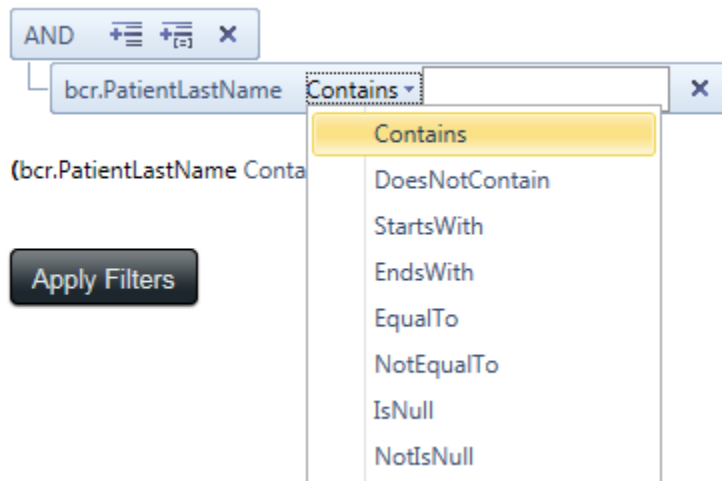 AND
bcr.PatientLastName Contains
Contains
(bcr.PatientLastName Conta
DoesNotContain
StartsWith
EndsWith
Apply Filters
EqualTo
NotEqualTo
IsNull
NotIsNull